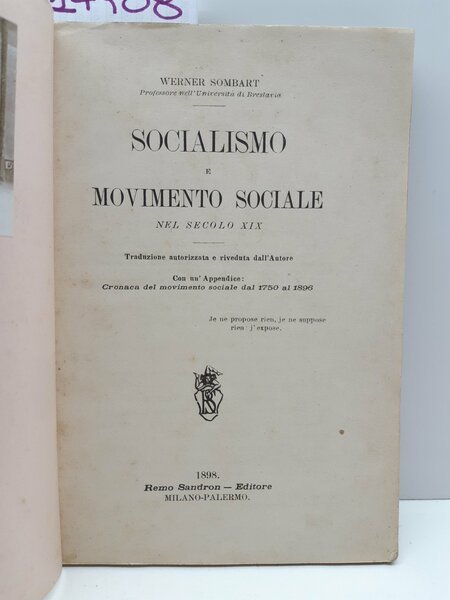 WERNER SOMBART
Professore nell'Università di Breslavia
SOCIALISMO
E
MOVIMENTO SOCIALE
NEL SECOLO XIX
Traduzione autorizzata e riveduta dall'Autore
Con un' Appendice:
Cronaca del movimento sociale dal 1750 al 1896
Je ne propose rien, je ne suppose
rien: j'expose.
RS
1898.
Remo Sandron — Editore
MILANO-PALERMO.